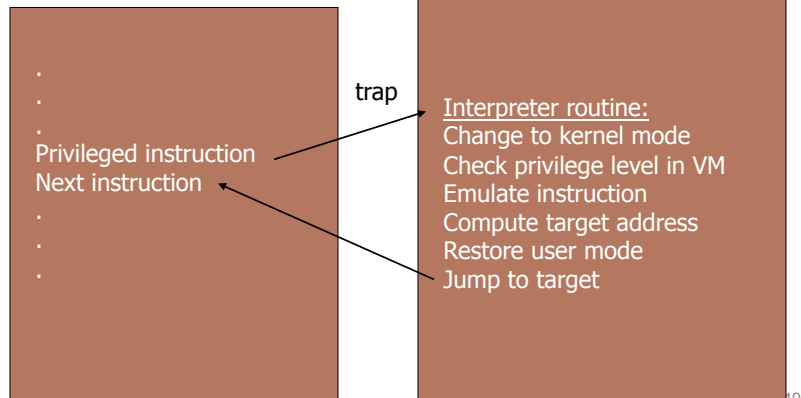 .
.
.
Privileged instruction
Next instruction
.
.
.
trap
Interpreter routine:
Change to kernel mode
Check privilege level in VM
Emulate instruction
Compute target address
Restore user mode
Jump to target